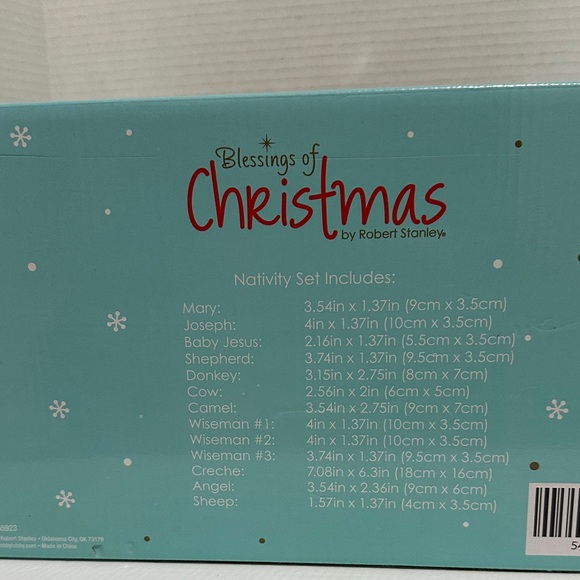 Blessings of
Christmas
by Robert Stanley®
Nativity Set Includes:
Mary: 3.54in x 1.37in (9cm x 3.5cm)
Joseph: 4in x 1.37in (10cm x 3.5cm)
Baby Jesus: 2.16in x 1.37in (5.5cm x 3.5cm)
Shepherd: 3.74in x 1.37in (9.5cm x 3.5cm)
Donkey: 3.15in x 2.75in (8cm x 7cm)
Cow: 2.56in x 2in (6cm x 5cm)
Camel: 3.54in x 2.75in (9cm x 7cm)
Wiseman #1: 4in x 1.37in (10cm x 3.5cm)
Wiseman #2: 4in x 1.37in (10cm x 3.5cm)
Wiseman #3: 3.74in x 1.37in (9.5cm x 3.5cm)
Creche: 7.08in x 6.3in (18cm x 16cm)
Angel: 3.54in x 2.36in (9cm x 6cm)
Sheep: 1.57in x 1.37in (4cm x 3.5cm)
Robert Stanley • Oklahoma City, OK 73179
• Made in China